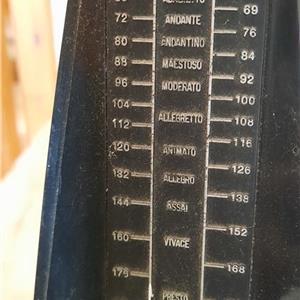 69
72 ANDANTE
76
80 ANDANTINO
84
88 MAESTOSO
92
96 MODERATO
100
104
ALLEGRETTO
108
112
116
120 ANIMATO
126
132 ALLEGRO
138
144 ASSAI
152
160 VIVACE
168
176
PRESTO